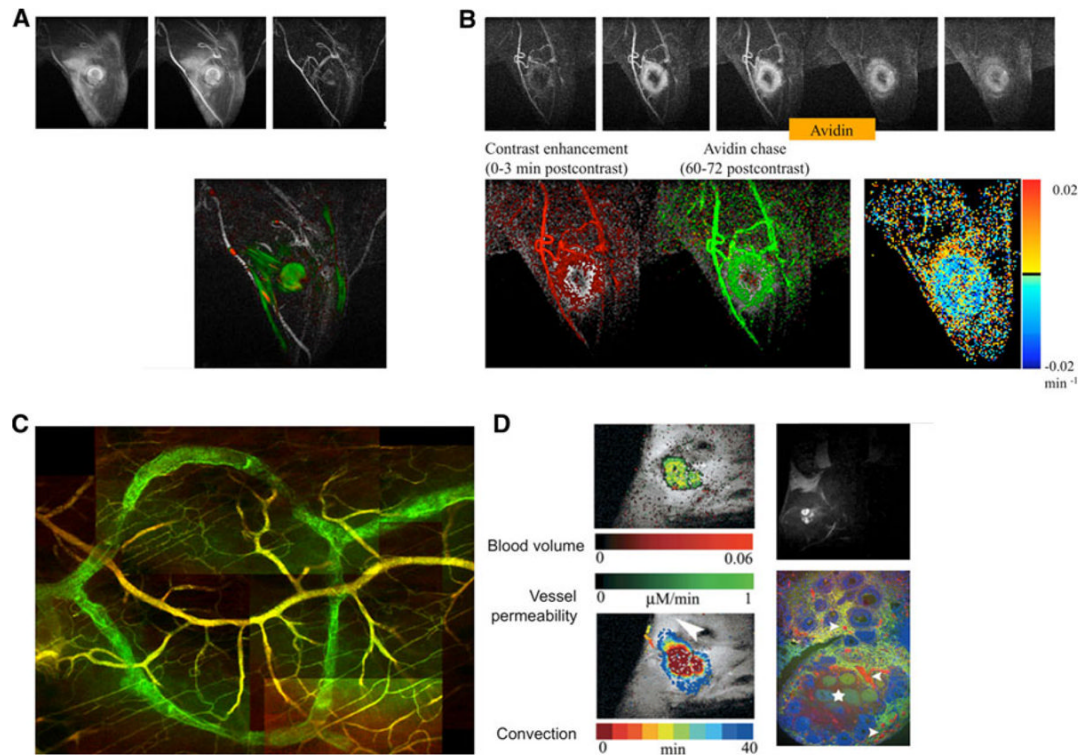 A
B
Avidin
Contrast enhancement
(0-3 min postcontrast)
Avidin chase
(60-72 postcontrast)
0.02
-0.02
min -1
C
D
Blood volume
0
0.06
Vessel
permeability
0
µM/min
1
Convection
0
min
40